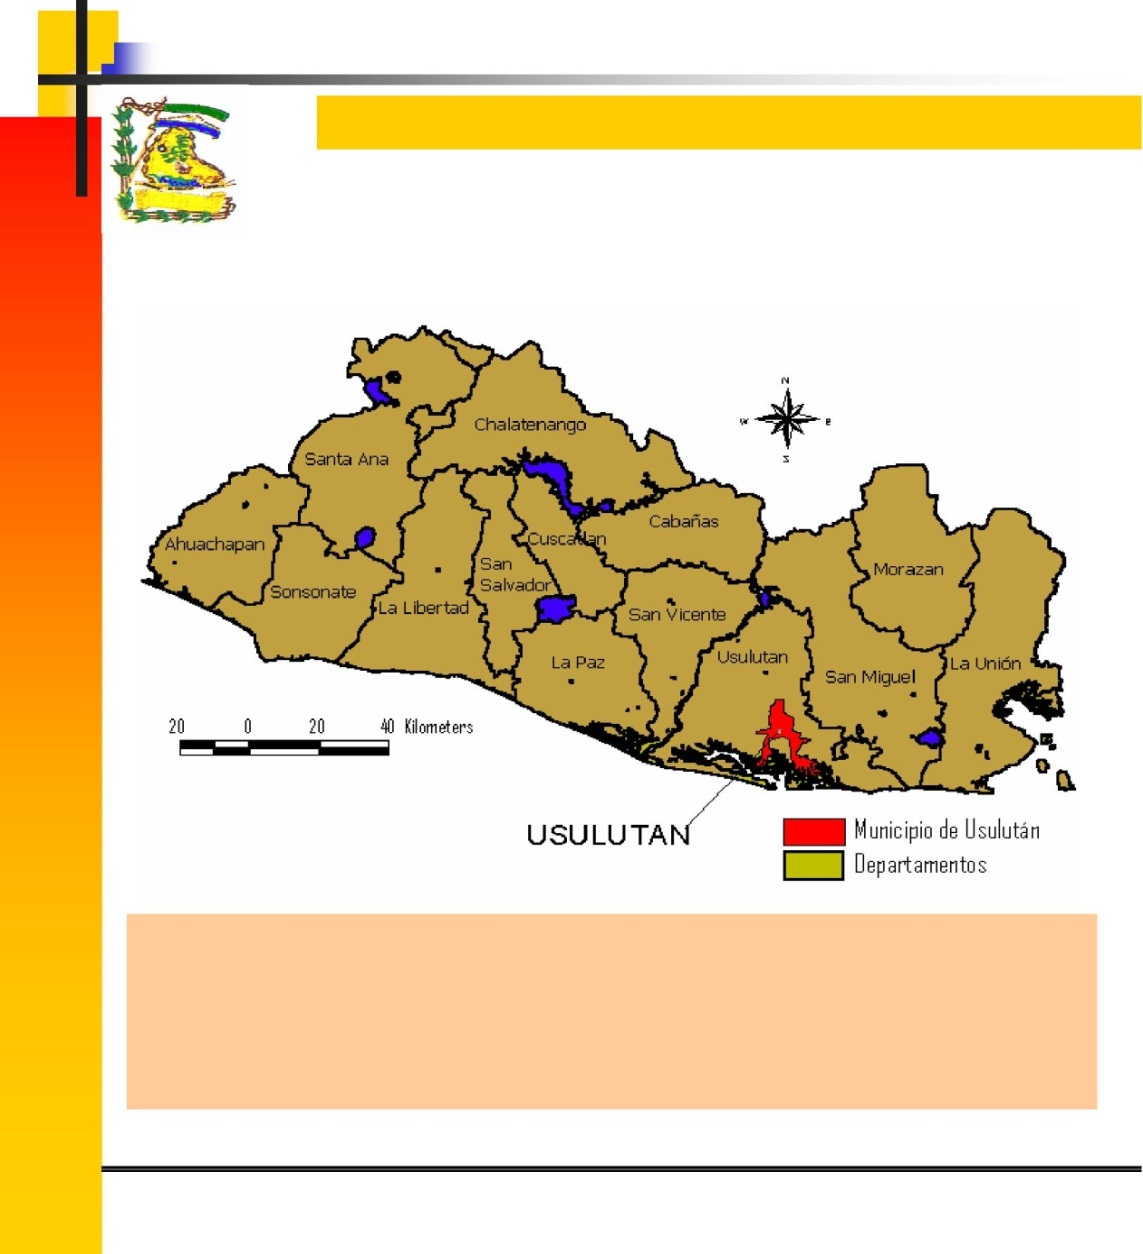 N
W
E
S
Chalatenango
Santa Ana
Cabañas
Ahuachapan
Cuscatlan
San
Salvador
Morazan
Sonsonate
La Libertad
San Vicente
La Paz
Usulutan
San Miguel
La Unión
20 0 20 40 Kilometers
USULUTAN
Municipio de Usulután
Departamentos